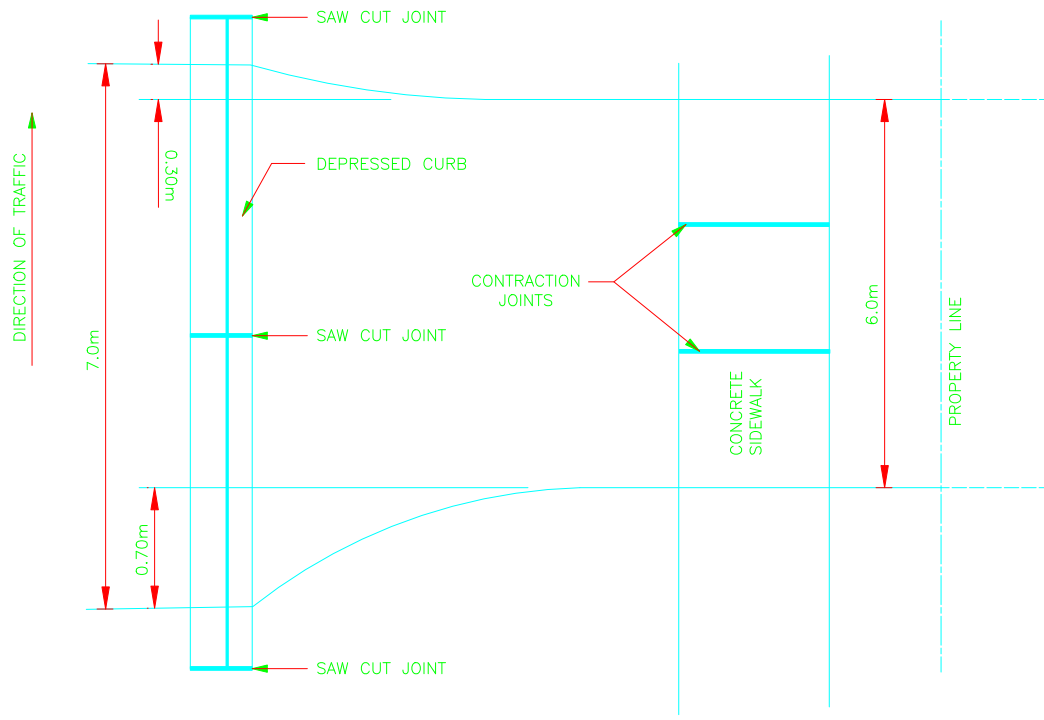 SAW CUT JOINT
0.30m
DIRECTION OF TRAFFIC
DEPRESSED CURB
7.0m
CONTRACTION
JOINTS
SAW CUT JOINT
6.0m
PROPERTY LINE
CONCRETE
SIDEWALK
0.70m
SAW CUT JOINT